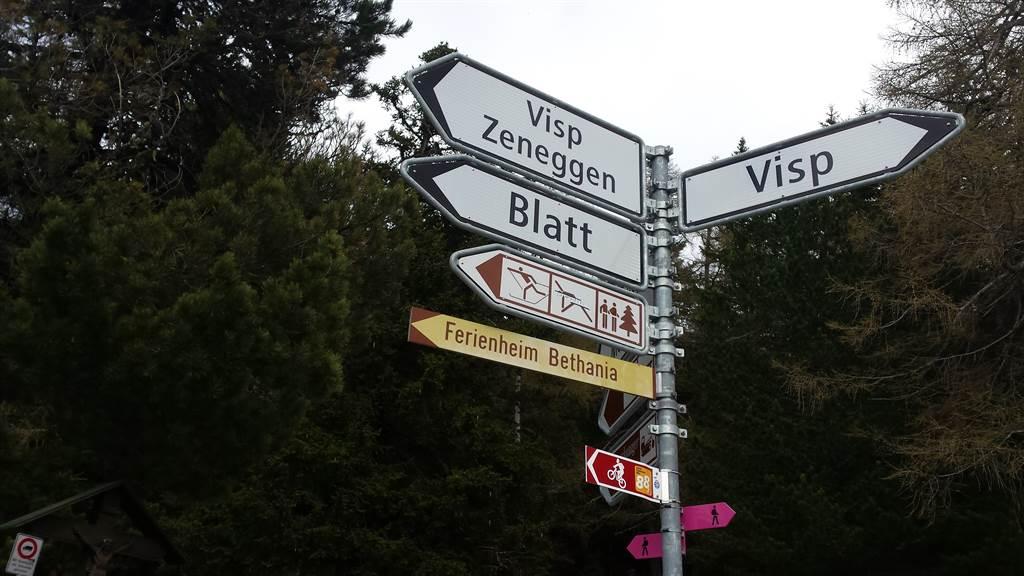 Visp
Zeneggen
Visp
Blatt
Ferienheim Bethania
88